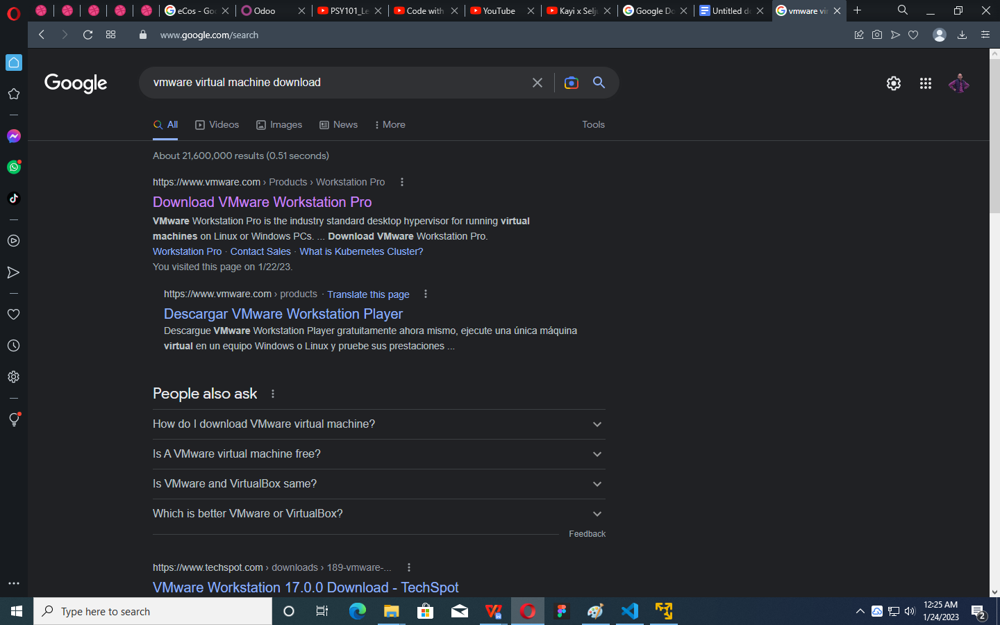 eCos - Goo
Odoo
PSY101_Le
Code with
YouTube
Kayi x Selju
Google Do
Untitled do
vmware vir
www.google.com/search
Google
vmware virtual machine download
All
Videos
Images
News
More
Tools
About 21,600,000 results (0.51 seconds)
https://www.vmware.com › Products › Workstation Pro
Download VMware Workstation Pro
VMware Workstation Pro is the industry standard desktop hypervisor for running virtual
machines on Linux or Windows PCs. ... Download VMware Workstation Pro.
Workstation Pro · Contact Sales · What is Kubernetes Cluster?
You visited this page on 1/22/23.
https://www.vmware.com › products · Translate this page
Descargar VMware Workstation Player
Descargue VMware Workstation Player gratuitamente ahora mismo, ejecute una única máquina
virtual en un equipo Windows o Linux y pruebe sus prestaciones ...
People also ask
How do I download VMware virtual machine?
Is A VMware virtual machine free?
Is VMware and VirtualBox same?
Which is better VMware or VirtualBox?
Feedback
https://www.techspot.com › downloads › 189-vmware-...
VMware Workstation 17.0.0 Download - TechSpot
Type here to search
12:25 AM
1/24/2023
2